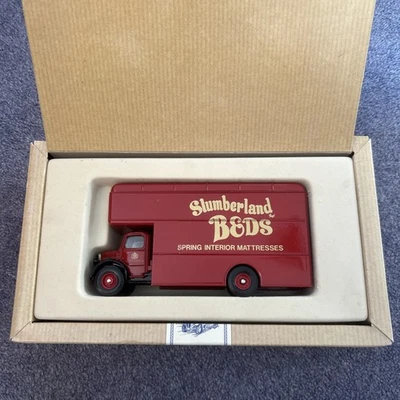 Slumberland
BEDS
SPRING INTERIOR MATTRESSES